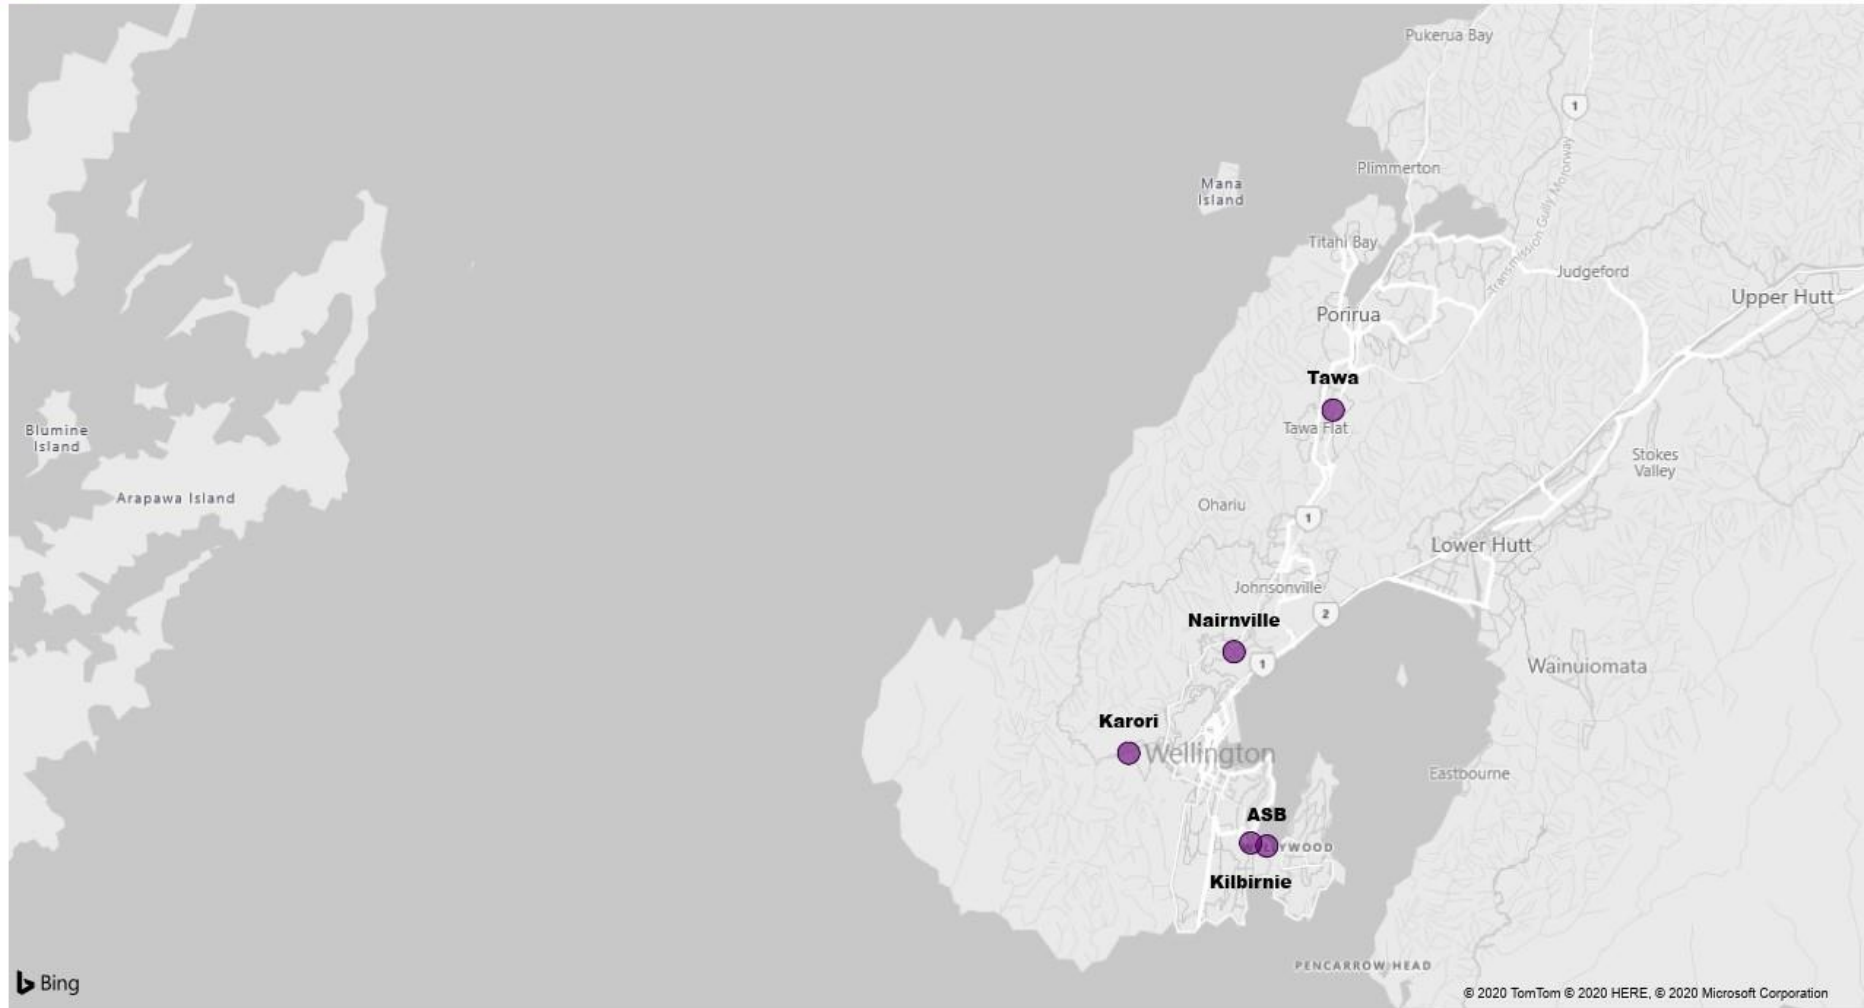 Pukerua Bay
1
Plimmerton
Mana
Island
Transmission Gully Motorway
Titahi Bay
Judgeford
Upper Hutt
Porirua
Tawa
Tawa Flat
Blumine
Island
Stokes
Valley
Arapawa Island
Ohariu
1
Lower Hutt
Johnsonville
2
Nairnville
1
Wainuiomata
Karori
Wellington
Eastbourne
ASB
YWOOD
Kilbirnie
PENCARROW HEAD
Bing
© 2020 TomTom © 2020 HERE, © 2020 Microsoft Corporation